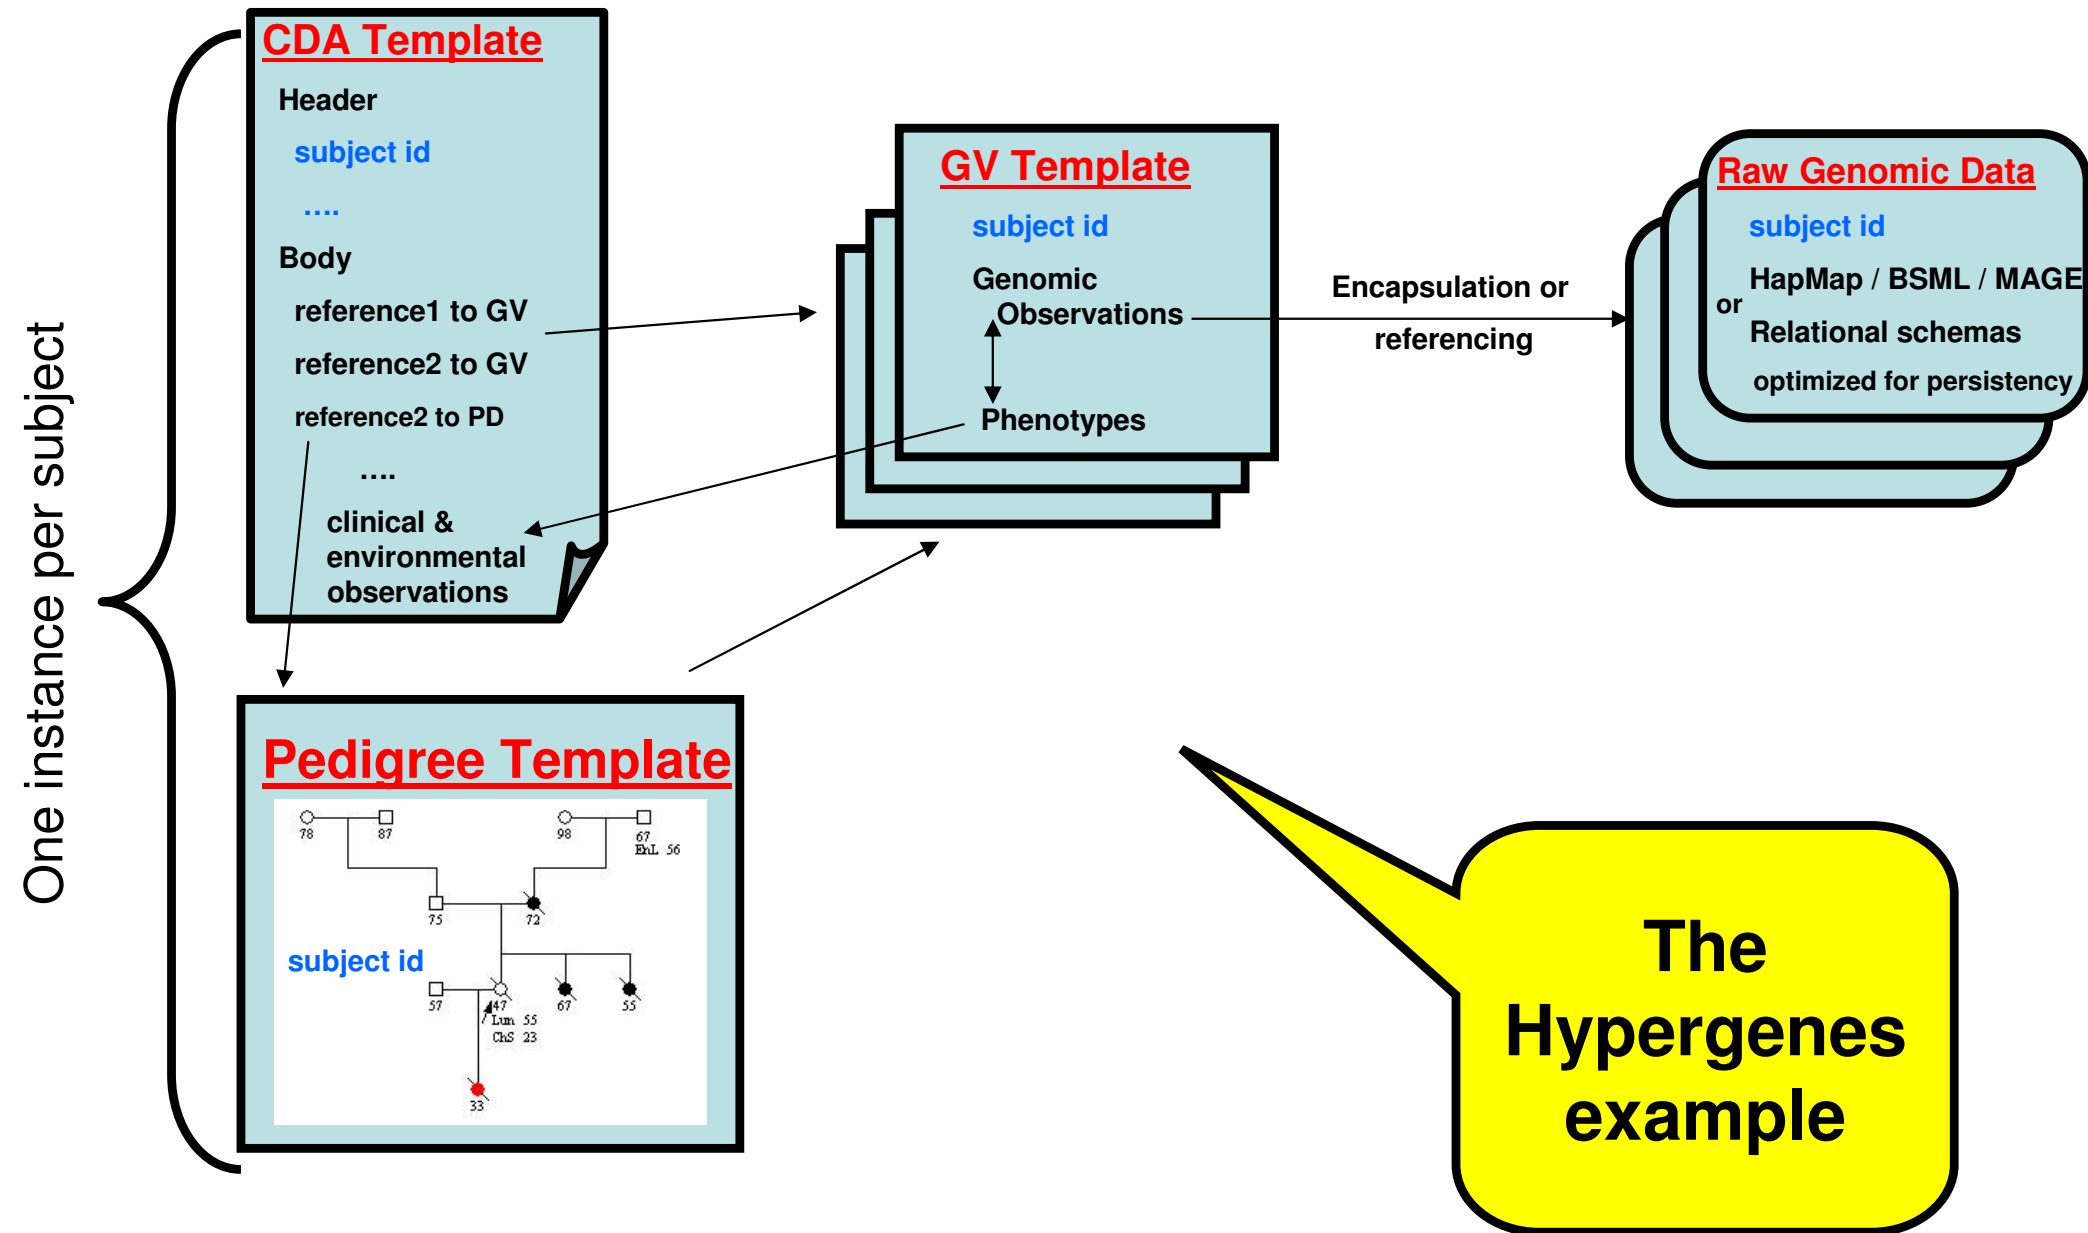 One instance per subject
CDA Template
Header
subject id
....
Body
reference1 to GV
reference2 to GV
reference2 to PD
....
clinical &
environmental
observations
GV Template
subject id
Genomic
Observations
Phenotypes
Encapsulation or
referencing
Raw Genomic Data
subject id
HapMap / BSML / MAGE
or
Relational schemas
optimized for persistency
Pedigree Template
78 87 98 67
EnL 56
75 72
subject id
57 47 67 55
Lum 55
ChS 23
33
The
Hypergenes
example